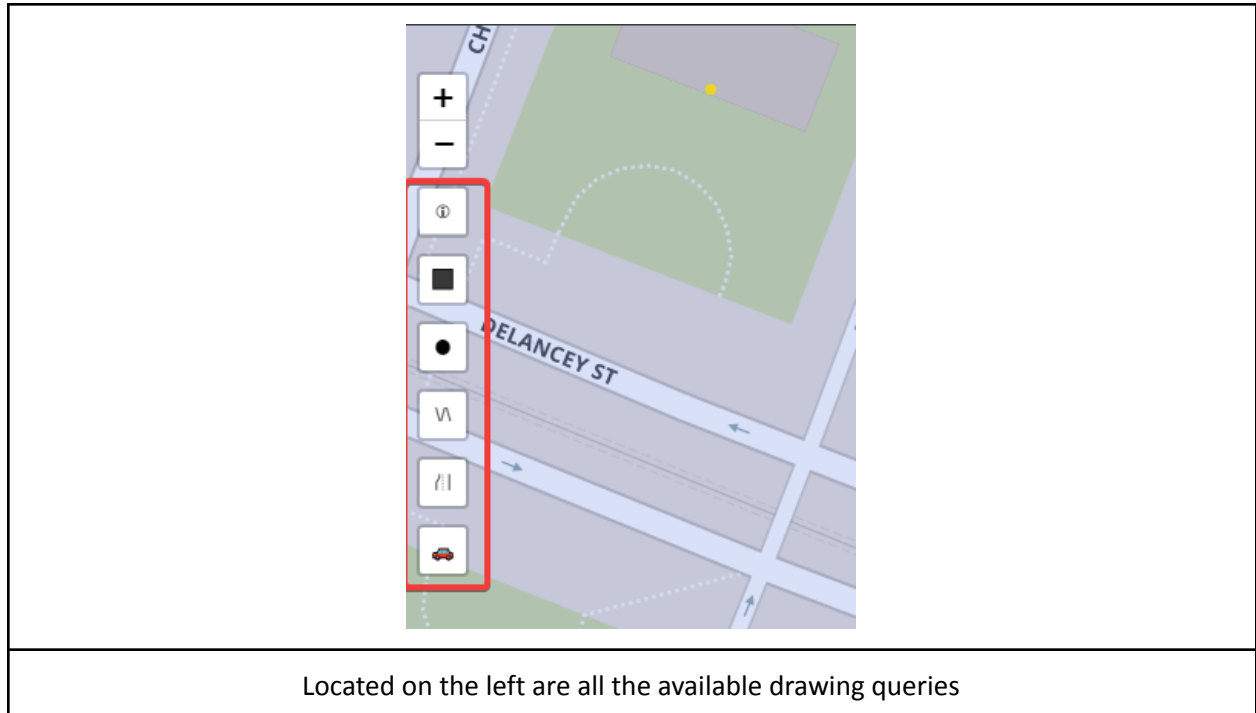 CH
+
−
DELANCEY ST
Located on the left are all the available drawing queries